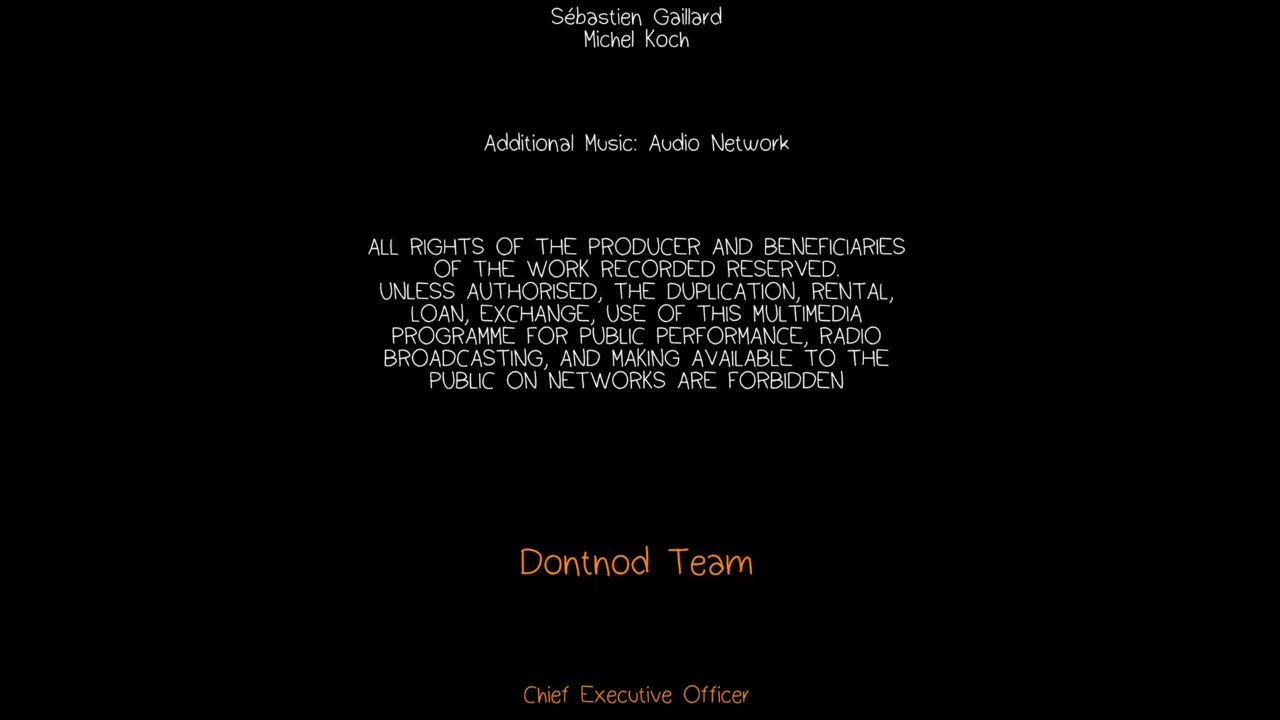 Sébastien Gaillard
Michel Koch
Additional Music: Audio Network
ALL RIGHTS OF THE PRODUCER AND BENEFICIARIES
OF THE WORK RECORDED RESERVED.
UNLESS AUTHORISED, THE DUPLICATION, RENTAL,
LOAN, EXCHANGE, USE OF THIS MULTIMEDIA
PROGRAMME FOR PUBLIC PERFORMANCE, RADIO
BROADCASTING, AND MAKING AVAILABLE TO THE
PUBLIC ON NETWORKS ARE FORBIDDEN
Dontnod Team
Chief Executive Officer